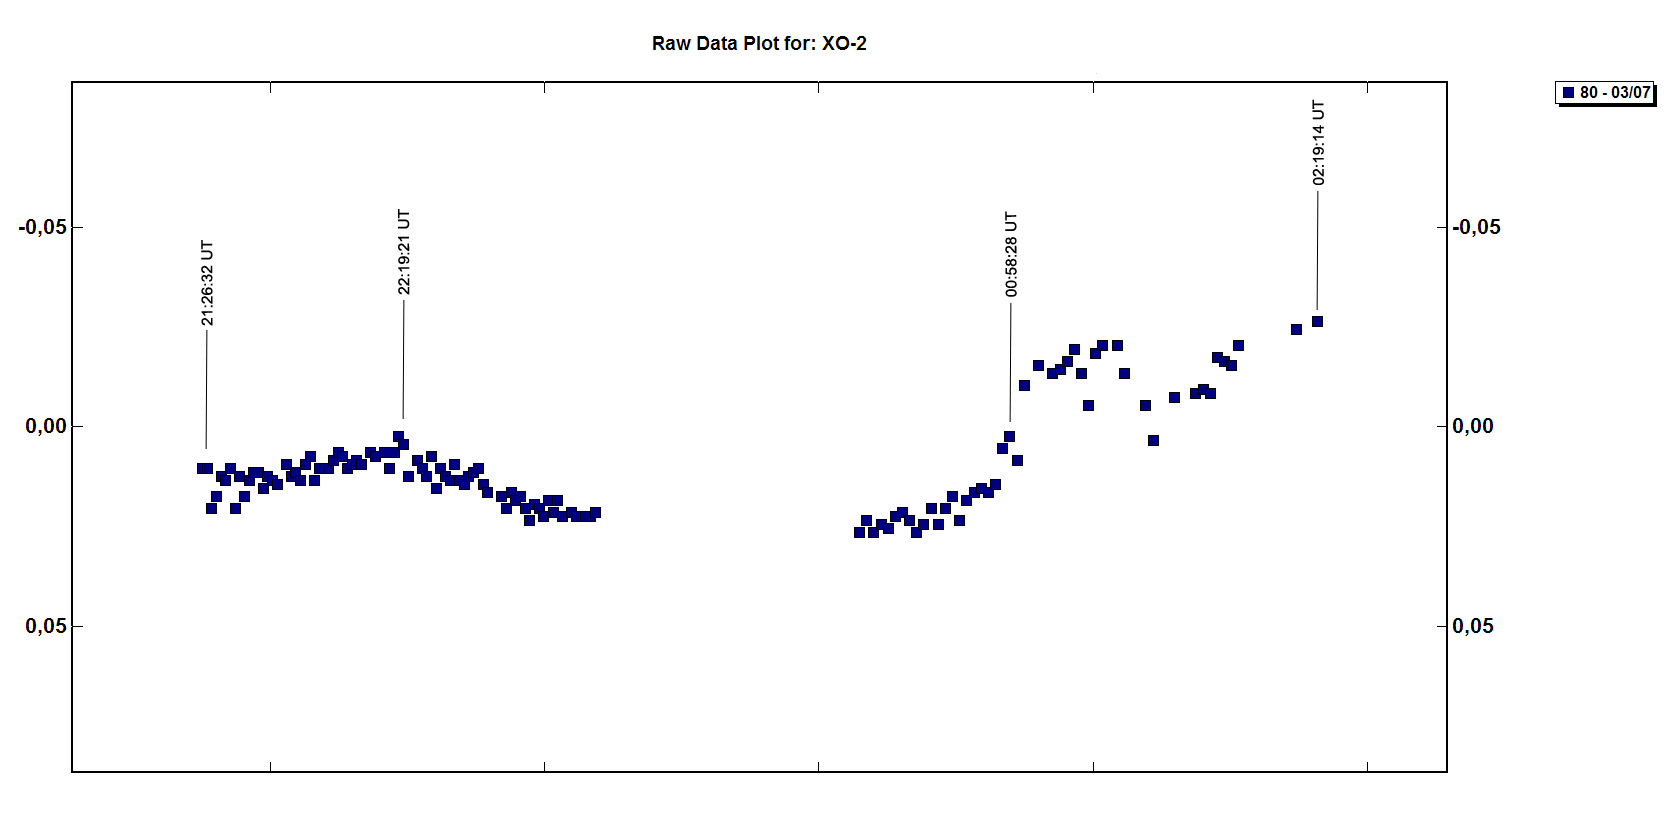 Raw Data Plot for: XO-2
80 - 03/07
21:26:32 UT
22:19:21 UT
00:58:28 UT
02:19:14 UT
-0,05
-0,05
0,00
0,00
0,05
0,05